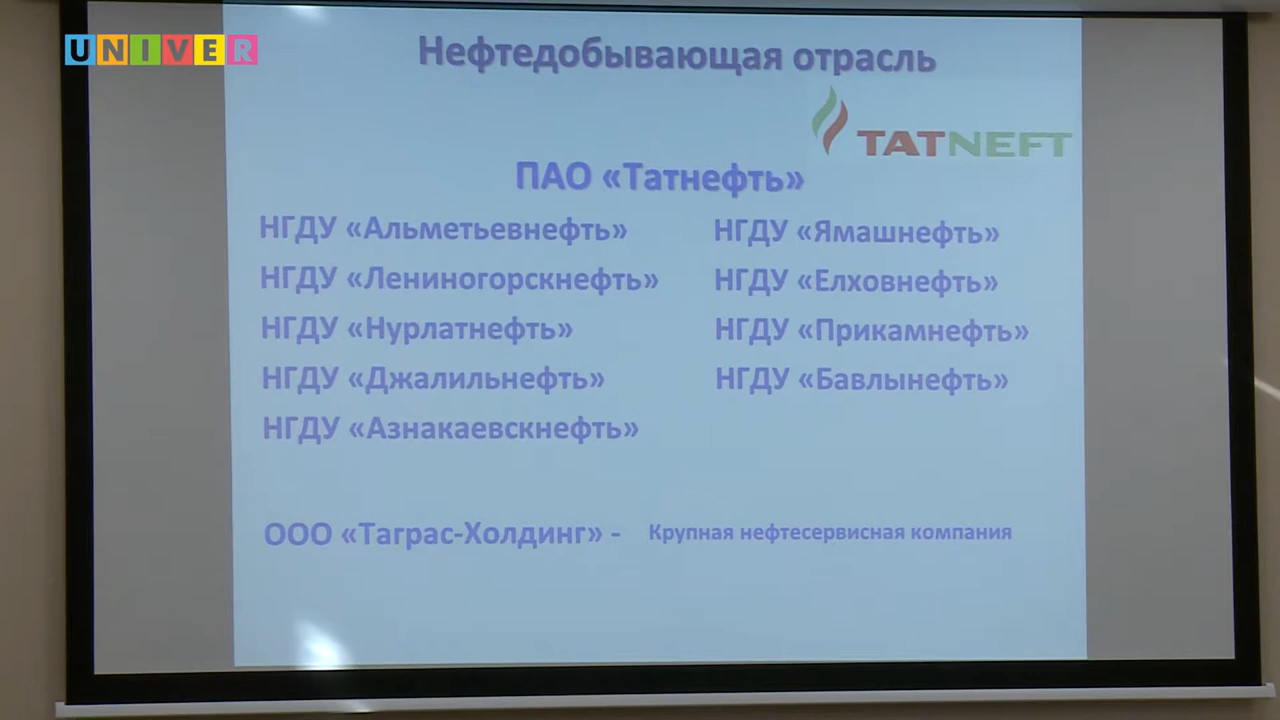 UNIVER
Нефтедобывающая отрасль
TATNEFT
ПАО «Татнефть»
НГДУ «Альметьевнефть»
НГДУ «Ямашнефть»
НГДУ «Лениногорскнефть»
НГДУ «Елховнефть»
НГДУ «Нурлатнефть»
НГДУ «Прикамнефть»
НГДУ «Джалильнефть»
НГДУ «Бавлынефть»
НГДУ «Азнакаевскнефть»
ООО «Таграс-Холдинг» - Крупная нефтесервисная компания